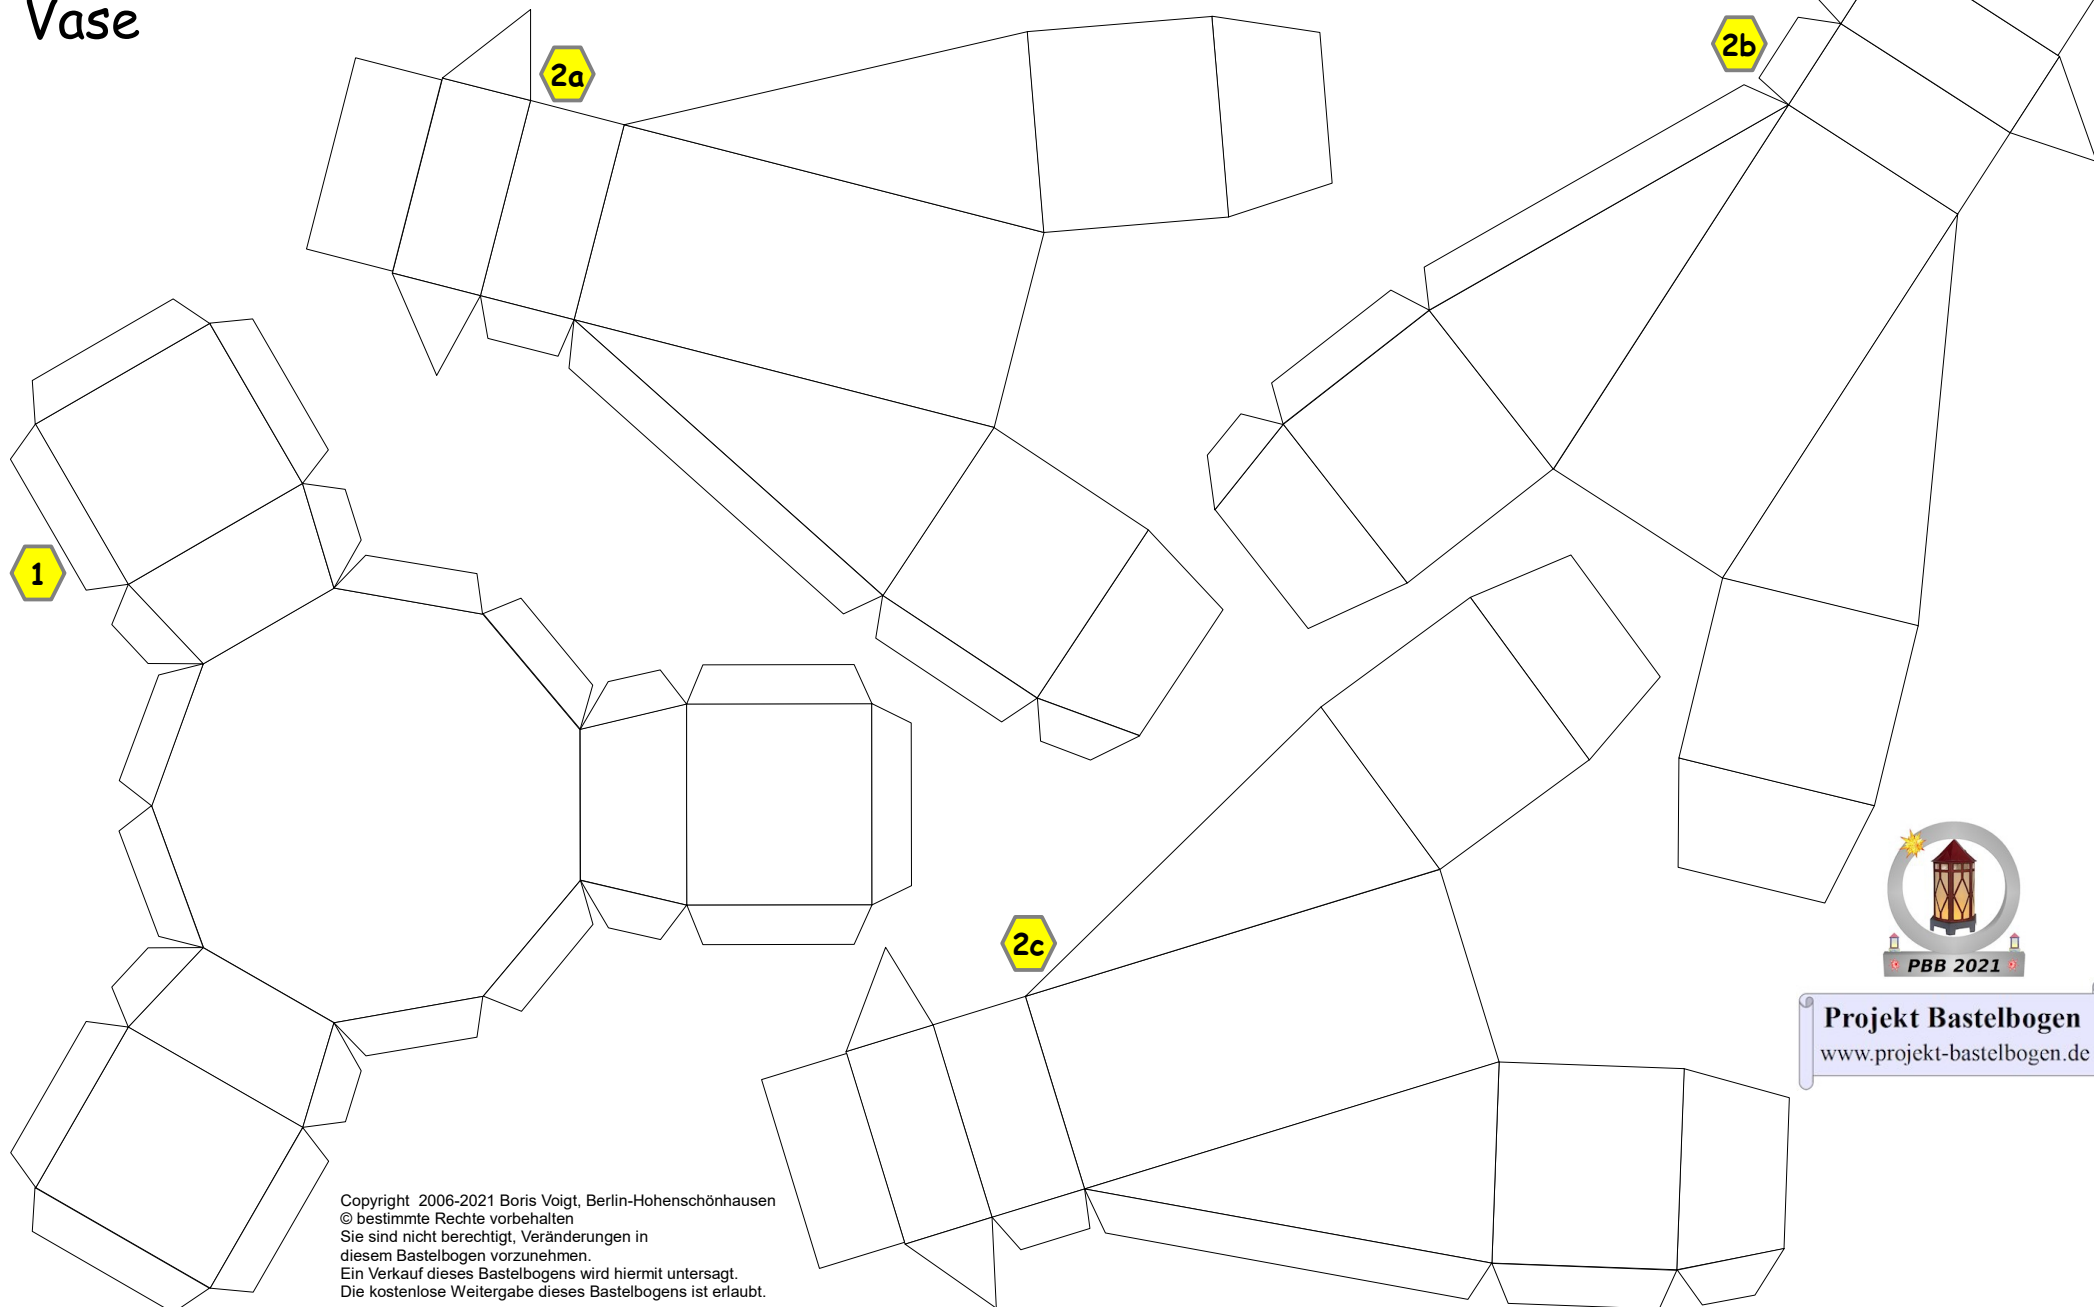 Vase
2a
2b
1
2c
PBB 2021
Projekt Bastelbogen
www.projekt-bastelbogen.de
Copyright 2006-2021 Boris Voigt, Berlin-Hohenschönhausen
© bestimmte Rechte vorbehalten
Sie sind nicht berechtigt, Veränderungen in
diesem Bastelbogen vorzunehmen.
Ein Verkauf dieses Bastelbogens wird hiermit untersagt.
Die kostenlose Weitergabe dieses Bastelbogens ist erlaubt.